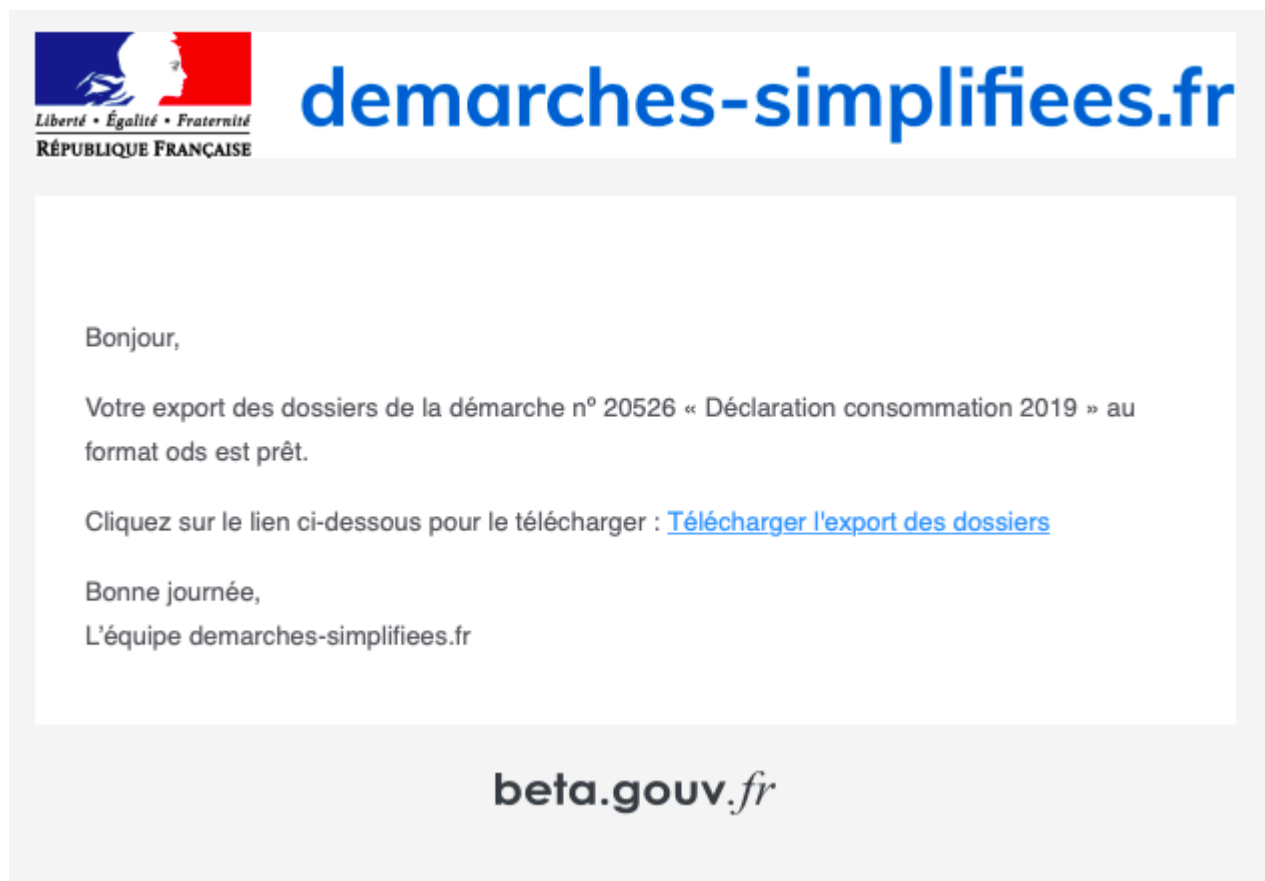 Liberté • Égalité • Fraternité
RÉPUBLIQUE FRANÇAISE
demarches-simplifiees.fr
Bonjour,
Votre export des dossiers de la démarche nº 20526 « Déclaration consommation 2019 » au
format ods est prêt.
Cliquez sur le lien ci-dessous pour le télécharger : Télécharger l'export des dossiers
Bonne journée,
L’équipe demarches-simplifiees.fr
beta.gouv.fr